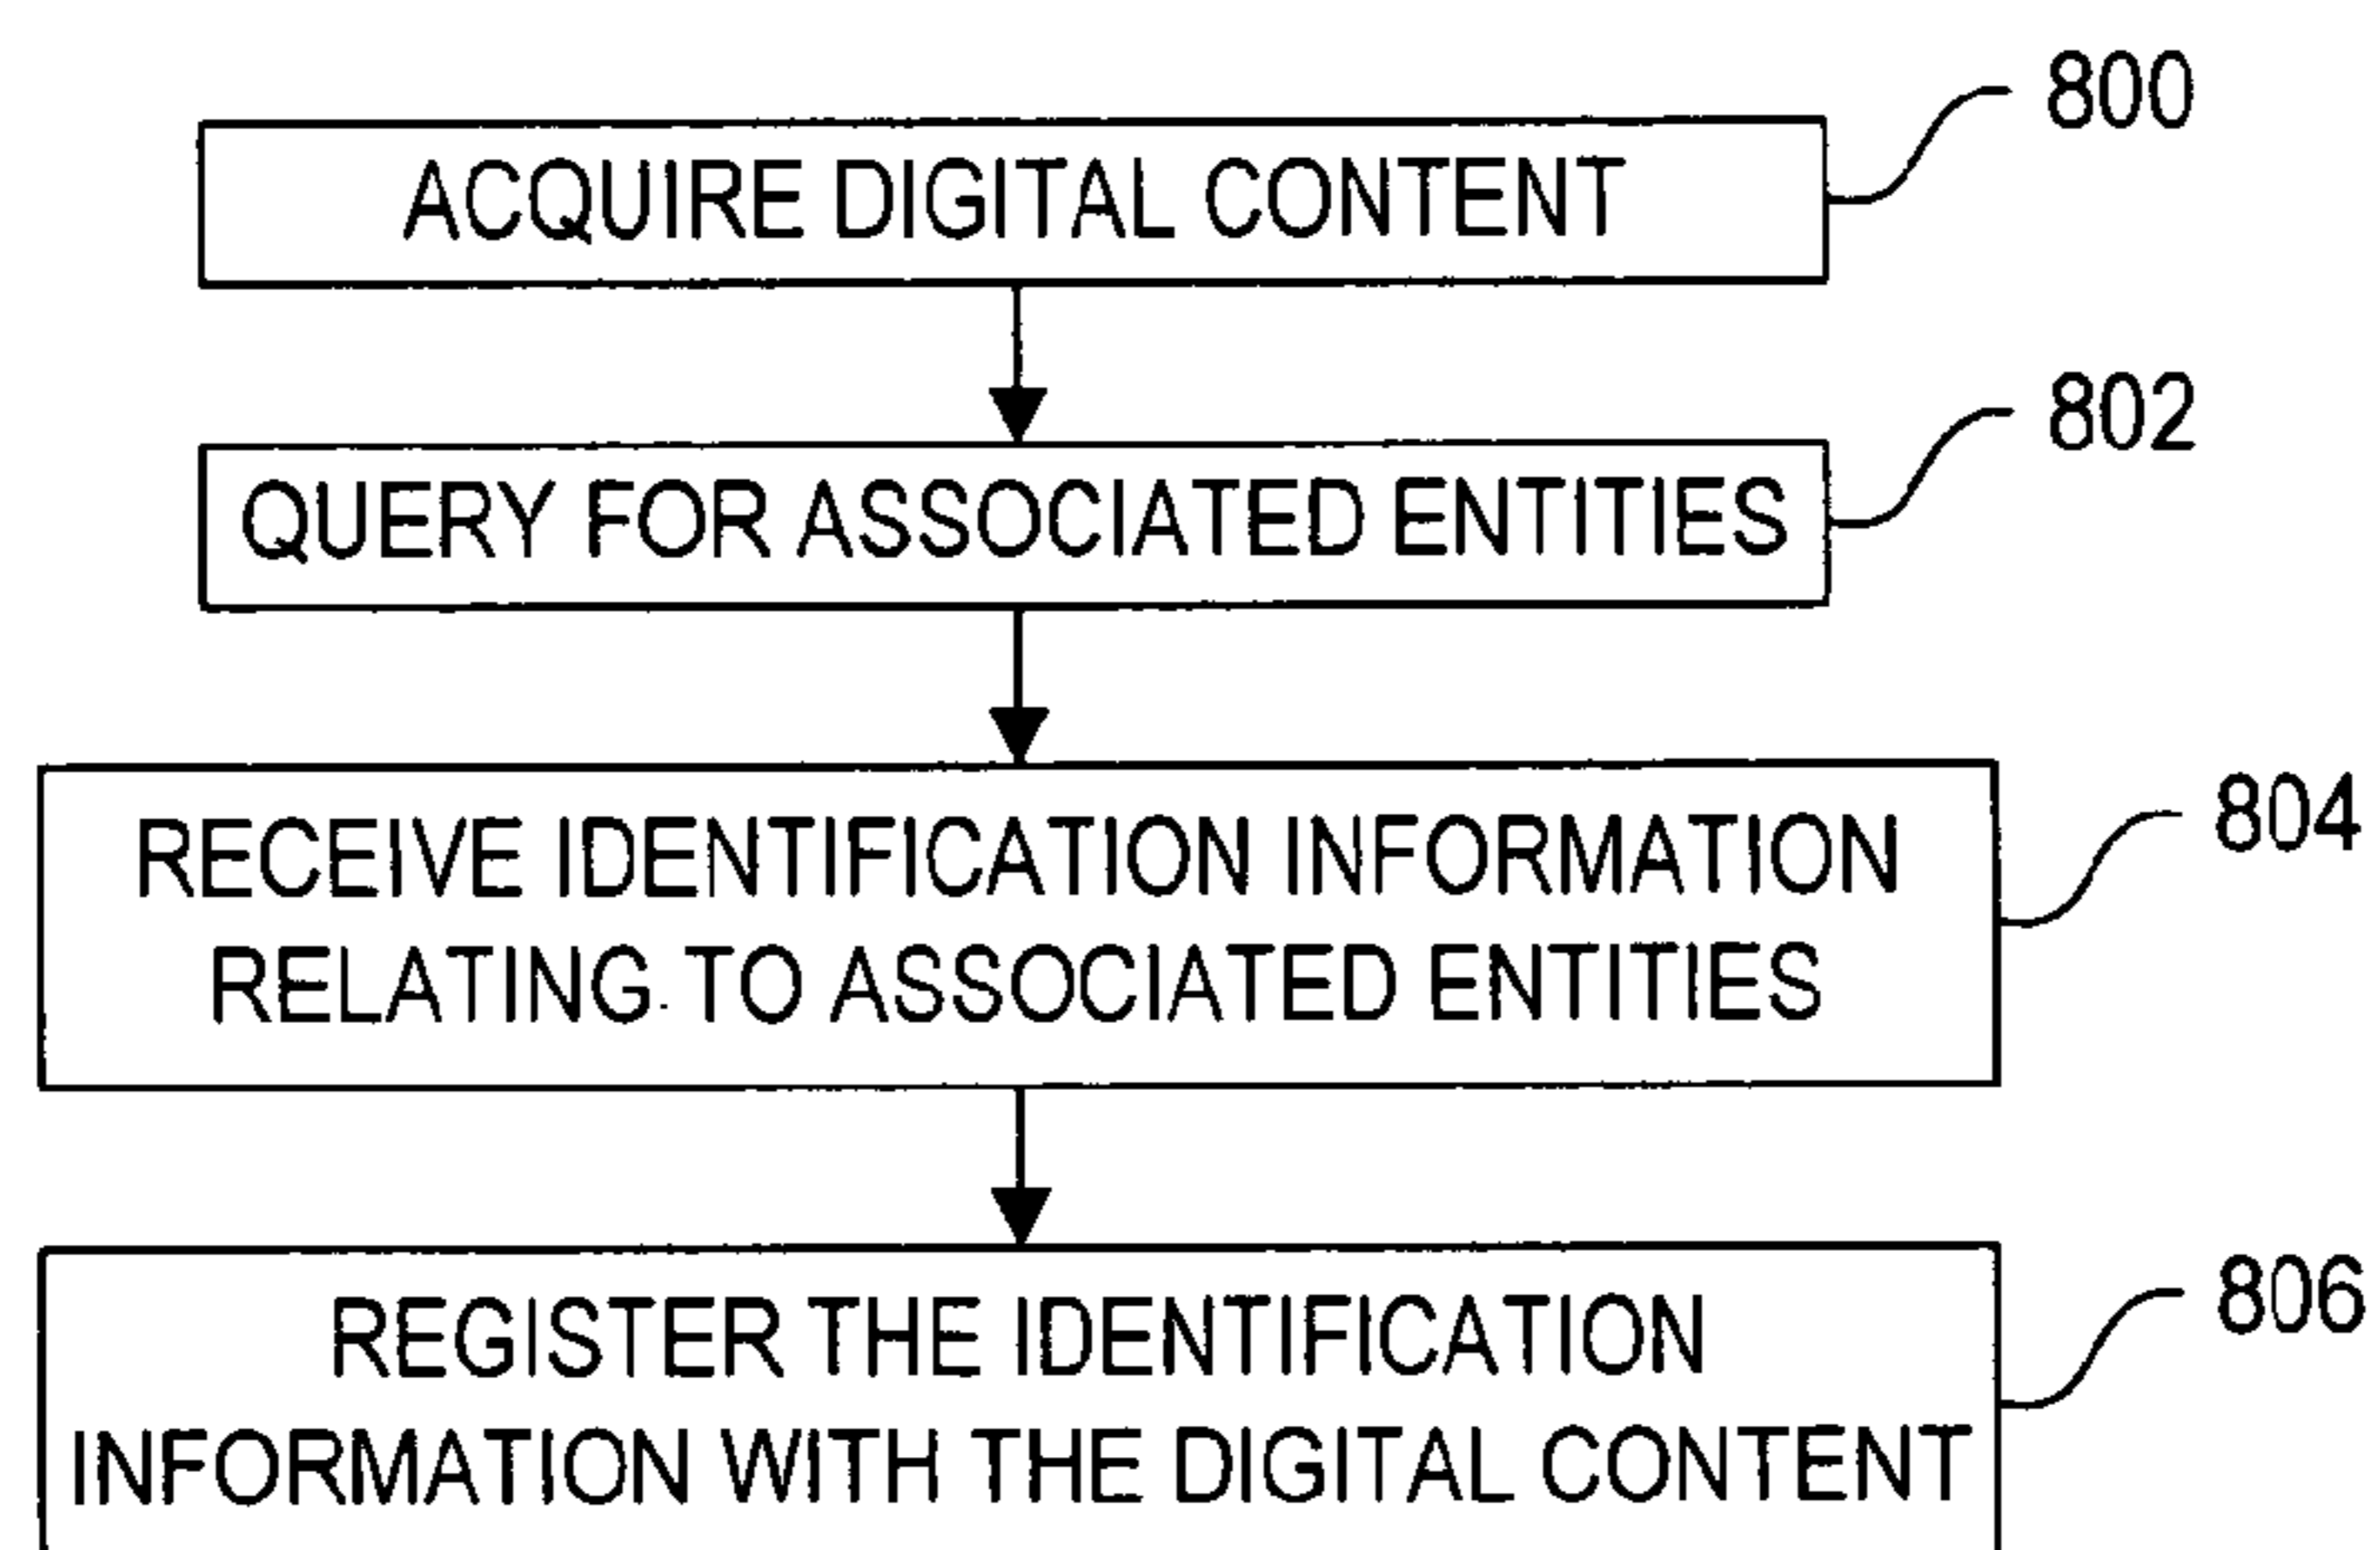 800
ACQUIRE DIGITAL CONTENT
802
QUERY FOR ASSOCIATED ENTITIES
804
RECEIVE IDENTIFICATION INFORMATION
RELATING TO ASSOCIATED ENTITIES
806
REGISTER THE IDENTIFICATION
INFORMATION WITH THE DIGITAL CONTENT